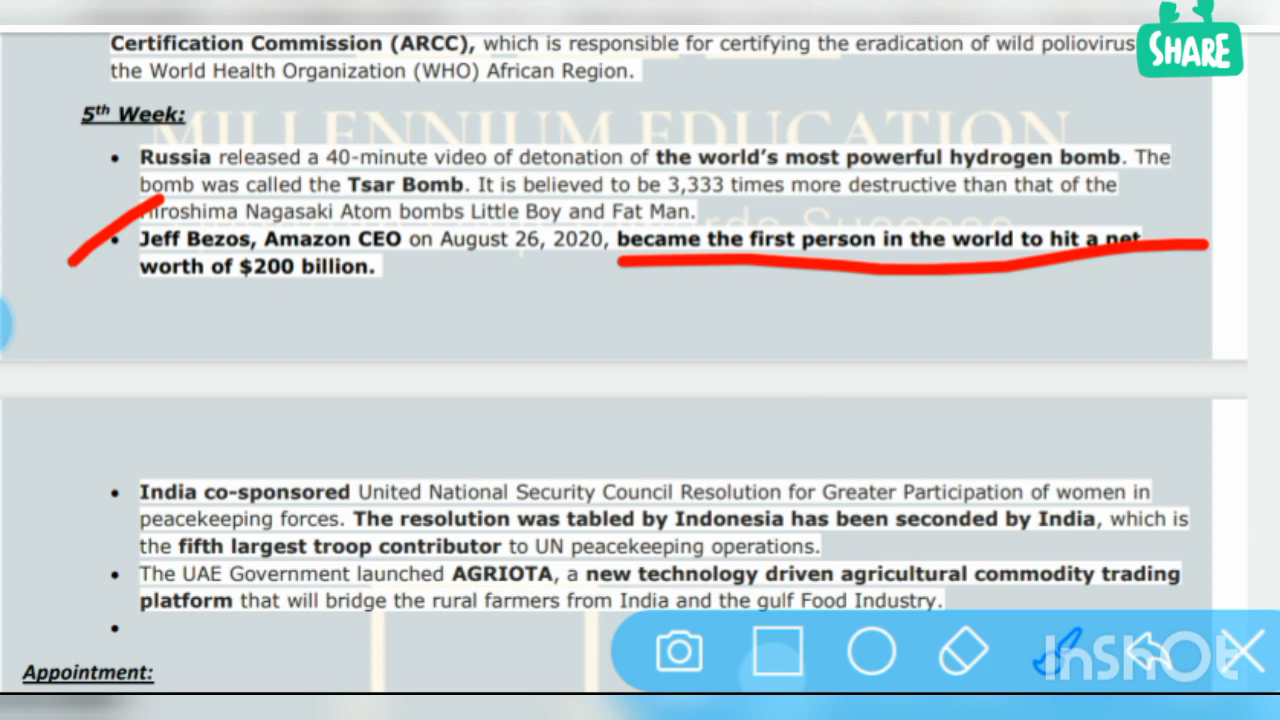 SHARE
Certification Commission (ARCC), which is responsible for certifying the eradication of wild poliovirus
the World Health Organization (WHO) African Region.
5th Week:
MILLENNIUM EDUCATION
• Russia released a 40-minute video of detonation of the world's most powerful hydrogen bomb. The
bomb was called the Tsar Bomb. It is believed to be 3,333 times more destructive than that of the
Hiroshima Nagasaki Atom bombs Little Boy and Fat Man.
Success
• Jeff Bezos, Amazon CEO on August 26, 2020, became the first person in the world to hit a net
worth of $200 billion.
• India co-sponsored United National Security Council Resolution for Greater Participation of women in
peacekeeping forces. The resolution was tabled by Indonesia has been seconded by India, which is
the fifth largest troop contributor to UN peacekeeping operations.
• The UAE Government launched AGRIOTA, a new technology driven agricultural commodity trading
platform that will bridge the rural farmers from India and the gulf Food Industry.
•
InShOt
Appointment: